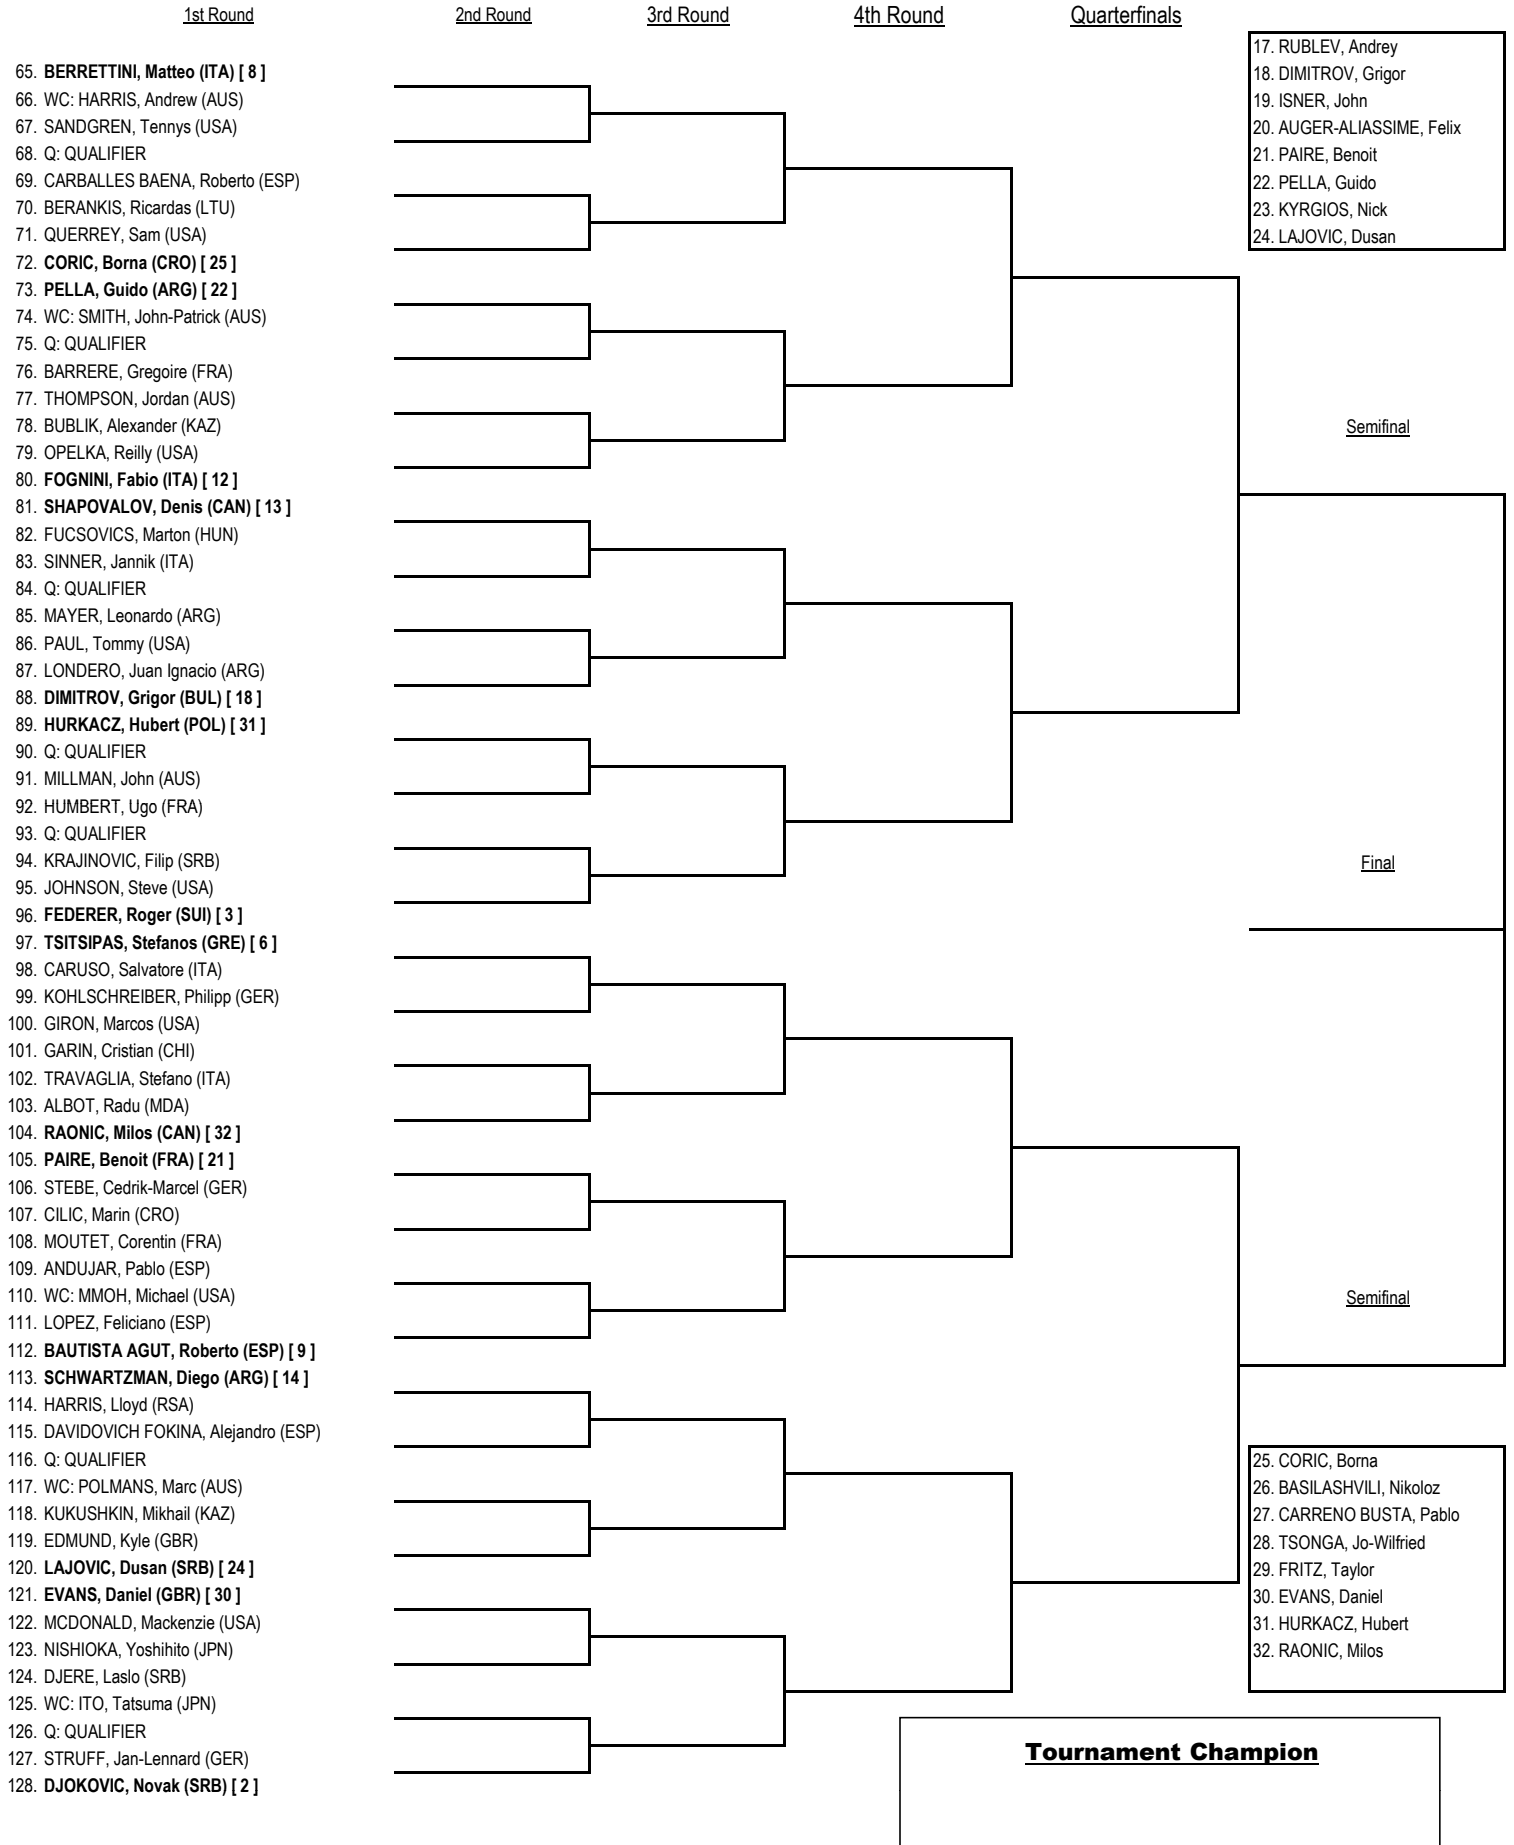 1st Round
2nd Round
3rd Round
4th Round
Quarterfinals
65. BERRETTINI, Matteo (ITA) [ 8 ]
66. WC: HARRIS, Andrew (AUS)
67. SANDGREN, Tennys (USA)
68. Q: QUALIFIER
69. CARBALLES BAENA, Roberto (ESP)
70. BERANKIS, Ricardas (LTU)
71. QUERREY, Sam (USA)
72. CORIC, Borna (CRO) [ 25 ]
73. PELLA, Guido (ARG) [ 22 ]
74. WC: SMITH, John-Patrick (AUS)
75. Q: QUALIFIER
76. BARRERE, Gregoire (FRA)
77. THOMPSON, Jordan (AUS)
78. BUBLIK, Alexander (KAZ)
79. OPELKA, Reilly (USA)
80. FOGNINI, Fabio (ITA) [ 12 ]
81. SHAPOVALOV, Denis (CAN) [ 13 ]
82. FUCSOVICS, Marton (HUN)
83. SINNER, Jannik (ITA)
84. Q: QUALIFIER
85. MAYER, Leonardo (ARG)
86. PAUL, Tommy (USA)
87. LONDERO, Juan Ignacio (ARG)
88. DIMITROV, Grigor (BUL) [ 18 ]
89. HURKACZ, Hubert (POL) [ 31 ]
90. Q: QUALIFIER
91. MILLMAN, John (AUS)
92. HUMBERT, Ugo (FRA)
93. Q: QUALIFIER
94. KRAJINOVIC, Filip (SRB)
95. JOHNSON, Steve (USA)
96. FEDERER, Roger (SUI) [ 3 ]
97. TSITSIPAS, Stefanos (GRE) [ 6 ]
98. CARUSO, Salvatore (ITA)
99. KOHLSCHREIBER, Philipp (GER)
100. GIRON, Marcos (USA)
101. GARIN, Cristian (CHI)
102. TRAVAGLIA, Stefano (ITA)
103. ALBOT, Radu (MDA)
104. RAONIC, Milos (CAN) [ 32 ]
105. PAIRE, Benoit (FRA) [ 21 ]
106. STEBE, Cedrik-Marcel (GER)
107. CILIC, Marin (CRO)
108. MOUTET, Corentin (FRA)
109. ANDUJAR, Pablo (ESP)
110. WC: MMOH, Michael (USA)
111. LOPEZ, Feliciano (ESP)
112. BAUTISTA AGUT, Roberto (ESP) [ 9 ]
113. SCHWARTZMAN, Diego (ARG) [ 14 ]
114. HARRIS, Lloyd (RSA)
115. DAVIDOVICH FOKINA, Alejandro (ESP)
116. Q: QUALIFIER
117. WC: POLMANS, Marc (AUS)
118. KUKUSHKIN, Mikhail (KAZ)
119. EDMUND, Kyle (GBR)
120. LAJOVIC, Dusan (SRB) [ 24 ]
121. EVANS, Daniel (GBR) [ 30 ]
122. MCDONALD, Mackenzie (USA)
123. NISHIOKA, Yoshihito (JPN)
124. DJERE, Laslo (SRB)
125. WC: ITO, Tatsuma (JPN)
126. Q: QUALIFIER
127. STRUFF, Jan-Lennard (GER)
128. DJOKOVIC, Novak (SRB) [ 2 ]
17. RUBLEV, Andrey
18. DIMITROV, Grigor
19. ISNER, John
20. AUGER-ALIASSIME, Felix
21. PAIRE, Benoit
22. PELLA, Guido
23. KYRGIOS, Nick
24. LAJOVIC, Dusan
Semifinal
Final
Semifinal
25. CORIC, Borna
26. BASILASHVILI, Nikoloz
27. CARRENO BUSTA, Pablo
28. TSONGA, Jo-Wilfried
29. FRITZ, Taylor
30. EVANS, Daniel
31. HURKACZ, Hubert
32. RAONIC, Milos
Tournament Champion